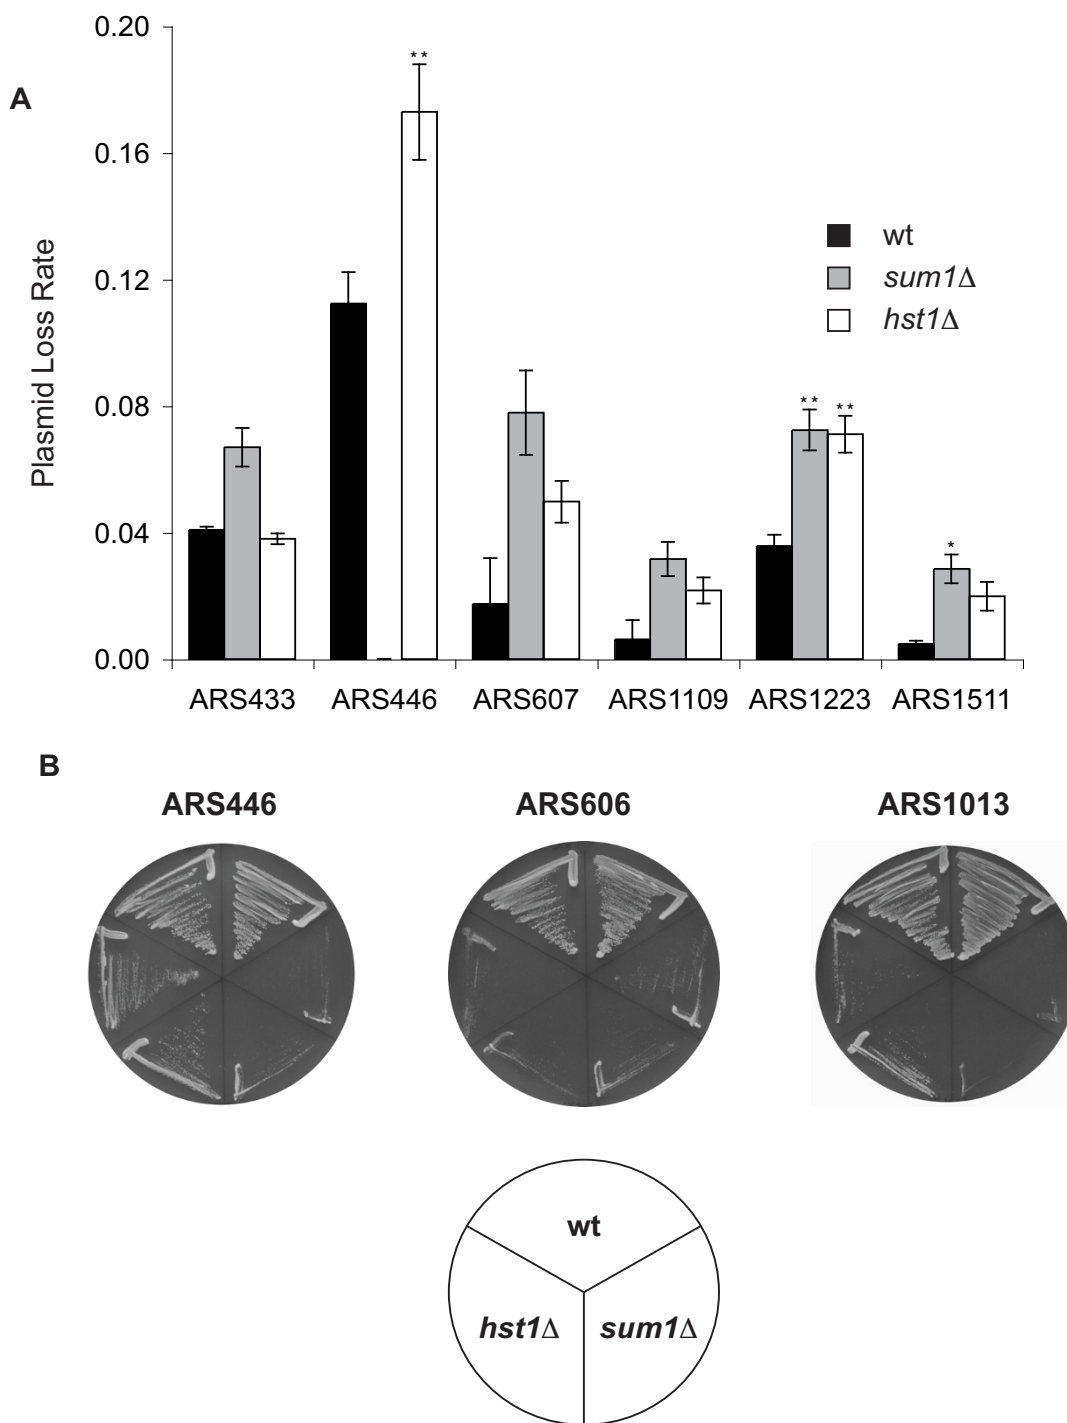 A
0.20
0.16
0.12
0.08
0.04
0.00
Plasmid Loss Rate
**
** **
*
wt
sum1Δ
hst1Δ
ARS433 ARS446 ARS607 ARS1109 ARS1223 ARS1511
B
ARS446 ARS606 ARS1013
wt
hst1Δ sum1Δ